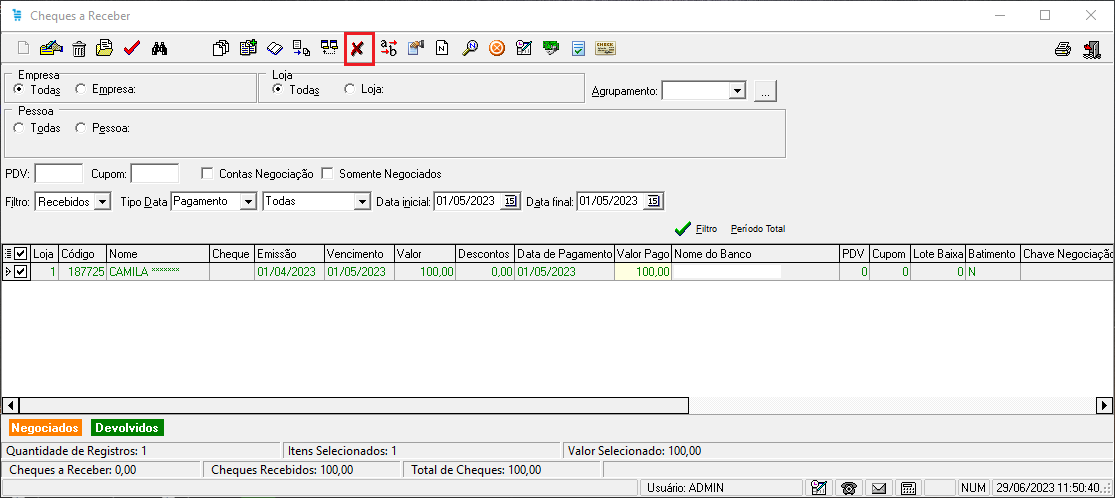 Cheques a Receber
Empresa
Todas Empresa:
Loja
Todas Loja:
Agrupamento: ...
Pessoa
Todas Pessoa:
PDV: Cupom: Contas Negociação Somente Negociados
Filtro: Recebidos Tipo Data Pagamento Todas Data inicial: 01/05/2023 15 Data final: 01/05/2023 15
Filtro Período Total
Loja Código Nome Cheque Emissão Vencimento Valor Descontos Data de Pagamento Valor Pago Nome do Banco PDV Cupom Lote Baixa Batimento Chave Negociação
1 187725 CAMILA ******* 01/04/2023 01/05/2023 100,00 0,00 01/05/2023 100,00 0 0 0 N
Negociados Devolvidos
Quantidade de Registros: 1 Itens Selecionados: 1 Valor Selecionado: 100,00
Cheques a Receber: 0,00 Cheques Recebidos: 100,00 Total de Cheques: 100,00
Usuário: ADMIN NUM 29/06/2023 11:50:40